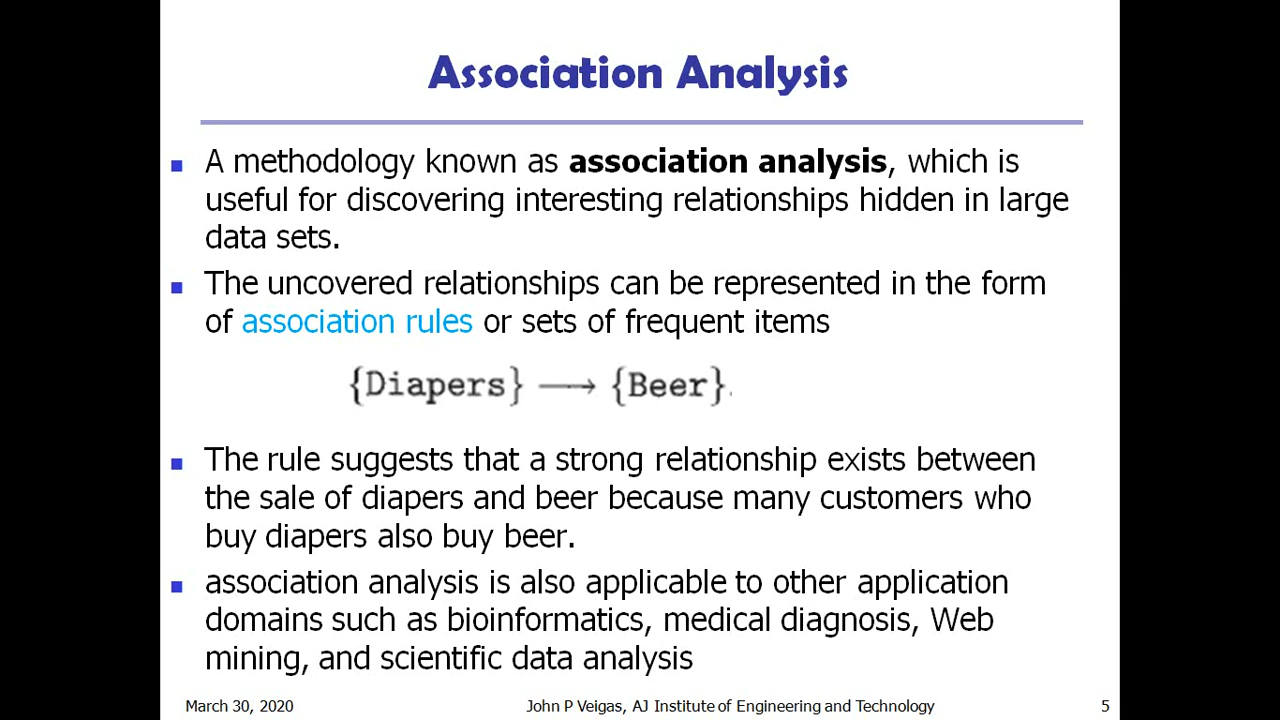 Association Analysis
A methodology known as association analysis, which is
useful for discovering interesting relationships hidden in large
data sets.
The uncovered relationships can be represented in the form
of association rules or sets of frequent items
{Diapers} ⟶ {Beer}.
The rule suggests that a strong relationship exists between
the sale of diapers and beer because many customers who
buy diapers also buy beer.
association analysis is also applicable to other application
domains such as bioinformatics, medical diagnosis, Web
mining, and scientific data analysis
March 30, 2020 John P Veigas, AJ Institute of Engineering and Technology 5